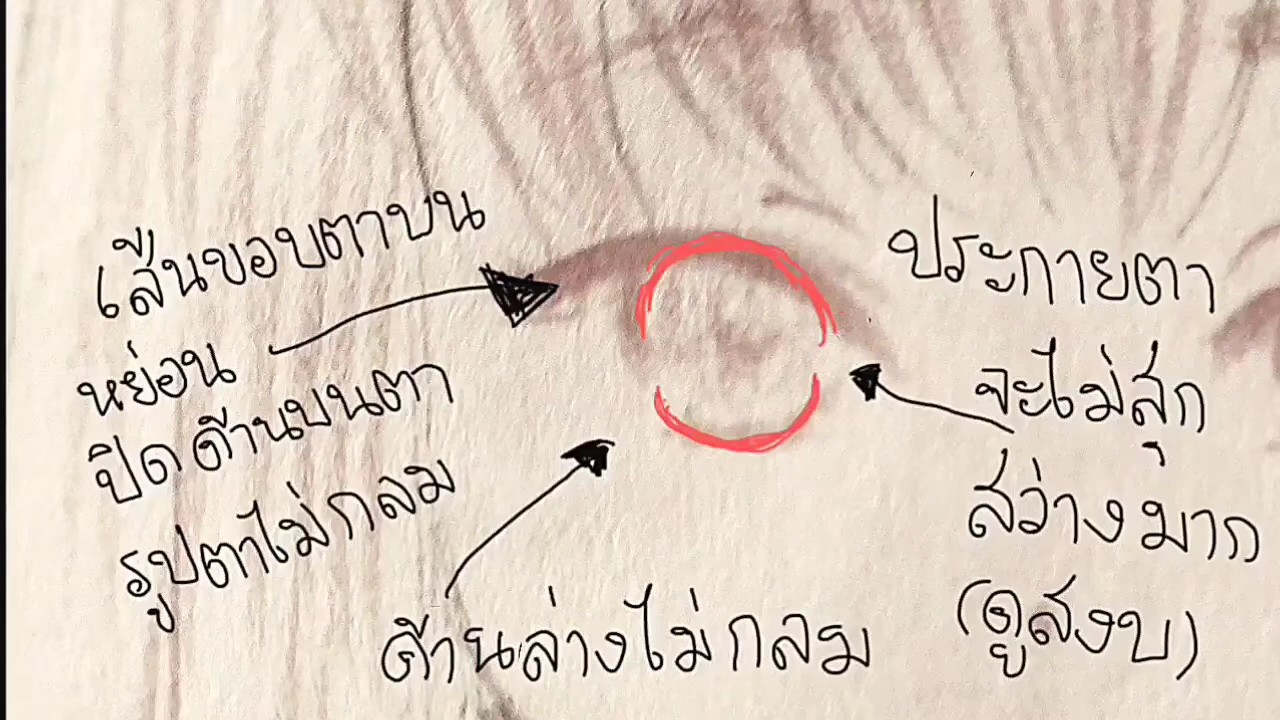 เส้นขอบตาบน
หย่อน
ปิดด้านบนตา
รูปตาไม่กลม
ด้านล่างไม่กลม
ประกายตา
จะไม่สุก
สว่างมาก
(ดูสงบ)